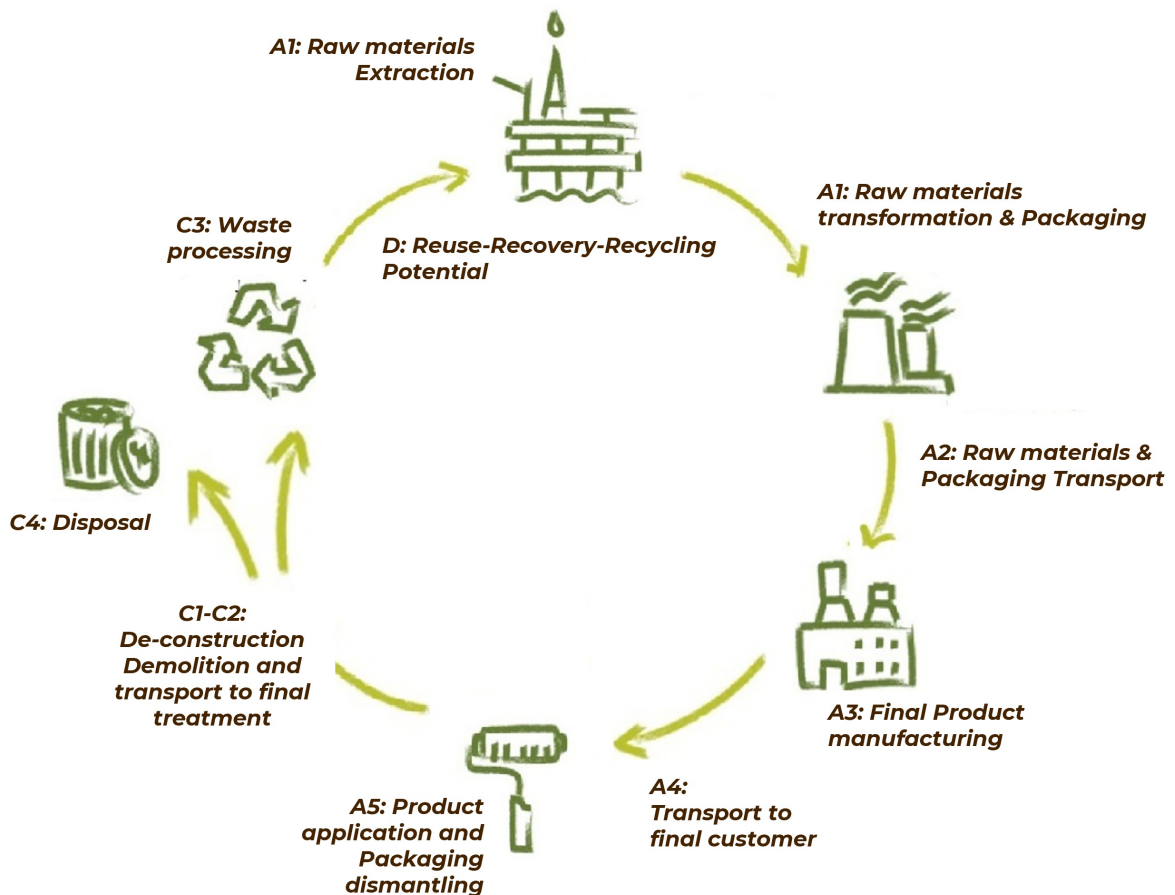 A1: Raw materials
Extraction
A1: Raw materials
transformation & Packaging
C3: Waste
processing
D: Reuse-Recovery-Recycling
Potential
A2: Raw materials &
Packaging Transport
C4: Disposal
C1-C2:
De-construction
Demolition and
transport to final
treatment
A3: Final Product
manufacturing
A4:
Transport to
final customer
A5: Product
application and
Packaging
dismantling